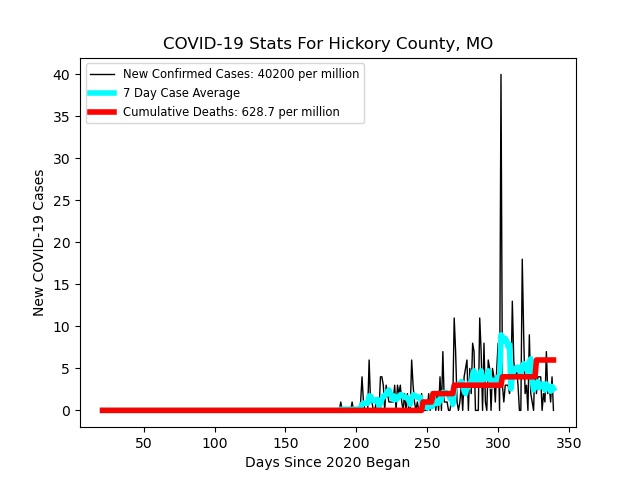 COVID-19 Stats For Hickory County, MO
New Confirmed Cases: 40200 per million
7 Day Case Average
Cumulative Deaths: 628.7 per million
New COVID-19 Cases
40
35
30
25
20
15
10
5
0
50 100 150 200 250 300 350
Days Since 2020 Began